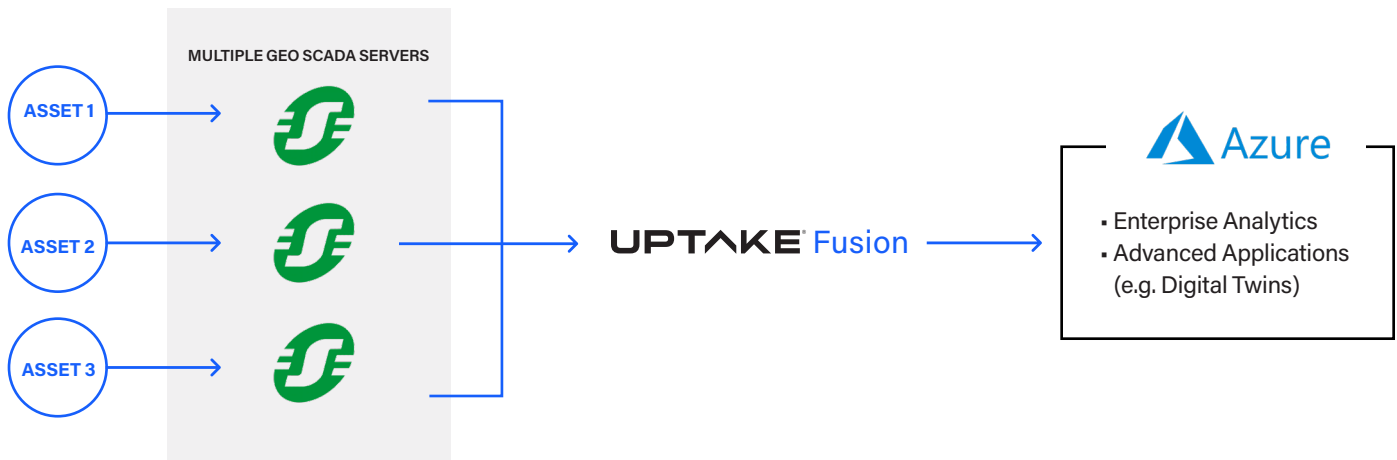 MULTIPLE GEO SCADA SERVERS
ASSET 1
ASSET 2
ASSET 3
UPTAKE® Fusion
Azure
▪ Enterprise Analytics
▪ Advanced Applications
(e.g. Digital Twins)